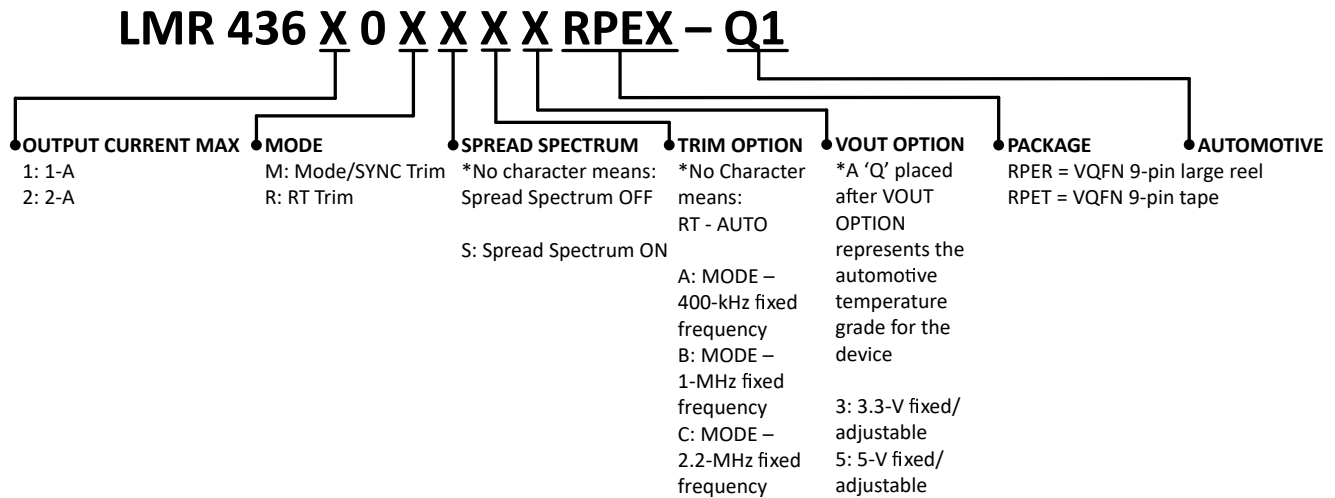 LMR 436 X 0 X X X X RPEX – Q1
OUTPUT CURRENT MAX
1: 1-A
2: 2-A
MODE
M: Mode/SYNC Trim
R: RT Trim
SPREAD SPECTRUM
*No character means:
Spread Spectrum OFF
S: Spread Spectrum ON
TRIM OPTION
*No Character
means:
RT - AUTO
A: MODE –
400-kHz fixed
frequency
B: MODE –
1-MHz fixed
frequency
C: MODE –
2.2-MHz fixed
frequency
VOUT OPTION
*A ‘Q’ placed
after VOUT
OPTION
represents the
automotive
temperature
grade for the
device
3: 3.3-V fixed/
adjustable
5: 5-V fixed/
adjustable
PACKAGE
RPER = VQFN 9-pin large reel
RPET = VQFN 9-pin tape
AUTOMOTIVE